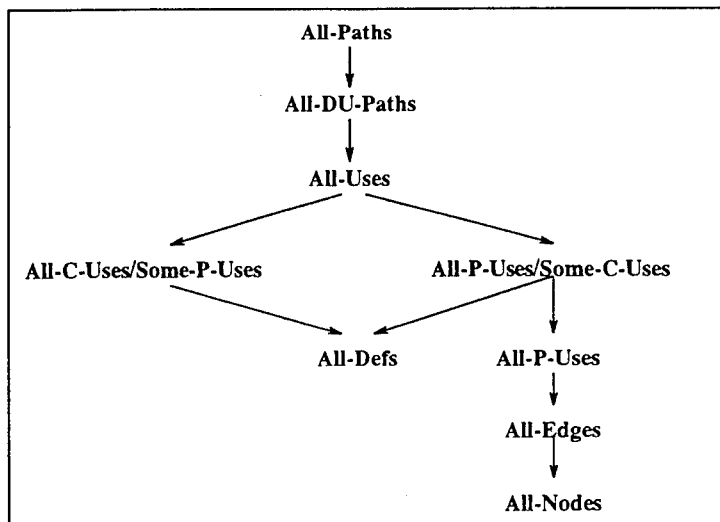 All-Paths
All-DU-Paths
All-Uses
All-C-Uses/Some-P-Uses
All-P-Uses/Some-C-Uses
All-Defs
All-P-Uses
All-Edges
All-Nodes